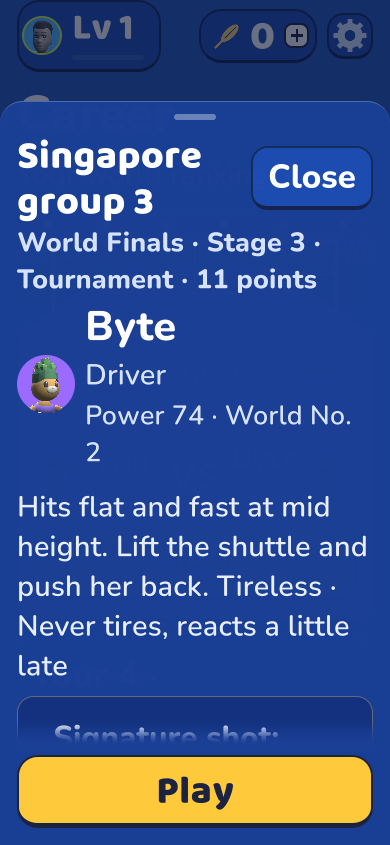 Lv 1
0
Career
Singapore
group 3
Close
World Finals · Stage 3 ·
Tournament · 11 points
Byte
Driver
Power 74 · World No.
2
Hits flat and fast at mid
height. Lift the shuttle and
push her back. Tireless ·
Never tires, reacts a little
late
Signature shot:
Play